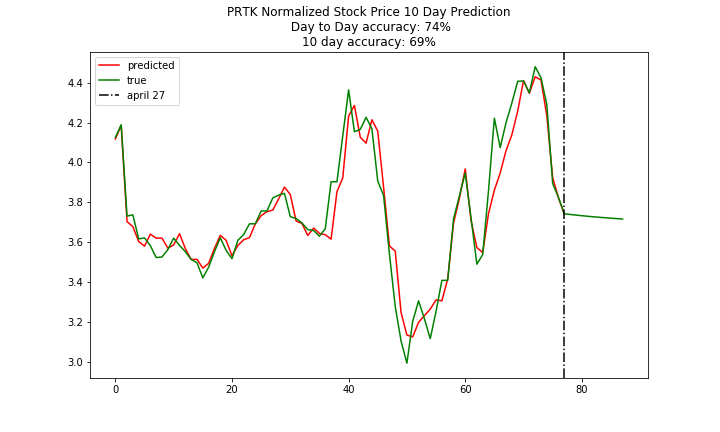 PRTK Normalized Stock Price 10 Day Prediction
Day to Day accuracy: 74%
10 day accuracy: 69%
predicted
true
april 27
4.4
4.2
4.0
3.8
3.6
3.4
3.2
3.0
0 20 40 60 80